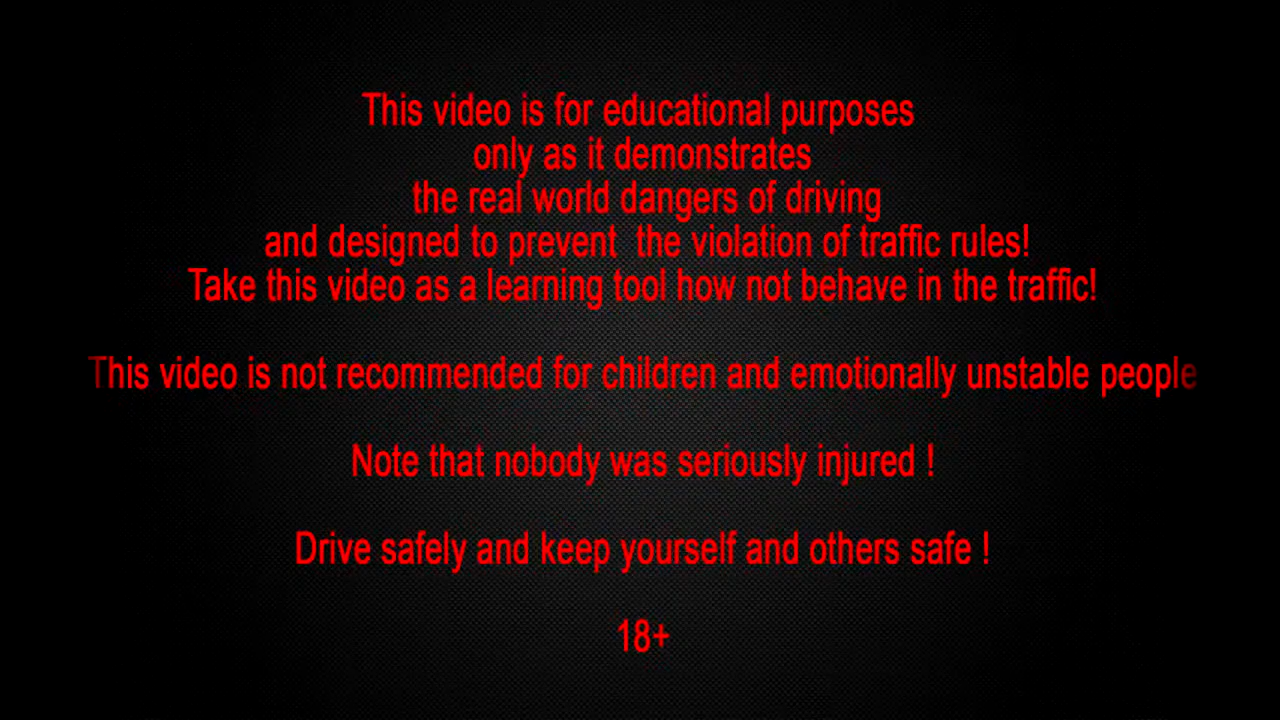 This video is for educational purposes
only as it demonstrates
the real world dangers of driving
and designed to prevent  the violation of traffic rules!
Take this video as a learning tool how not behave in the traffic!
This video is not recommended for children and emotionally unstable people
Note that nobody was seriously injured !
Drive safely and keep yourself and others safe !
18+